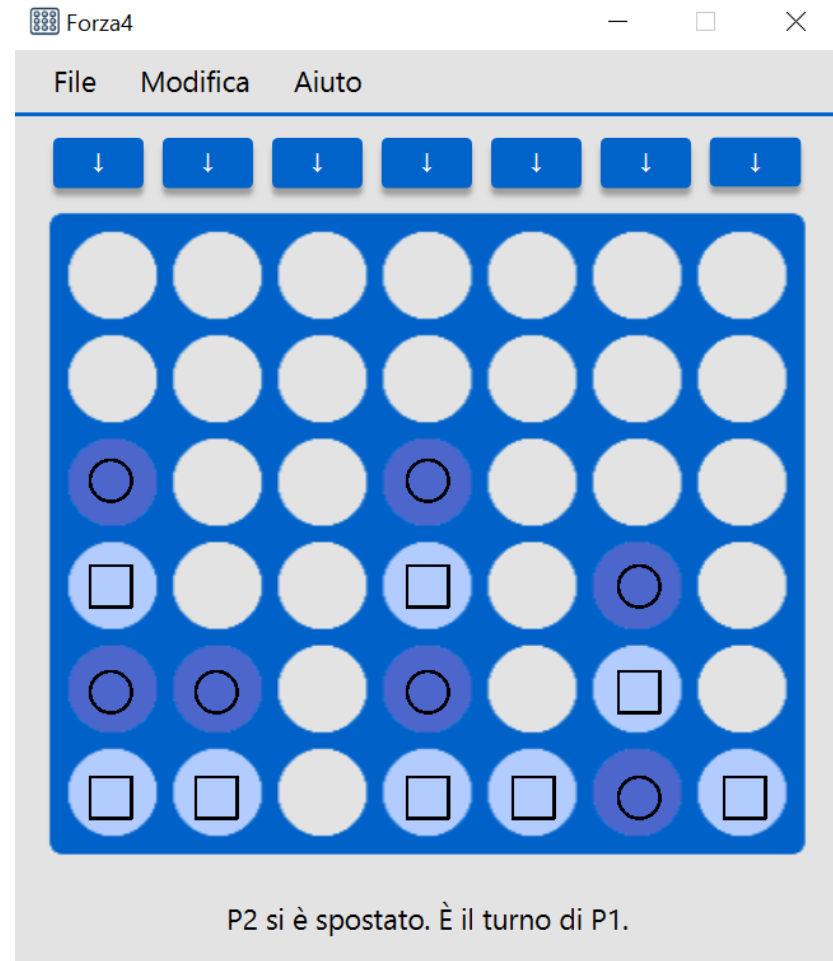 Forza4
File Modifica Aiuto
↓ ↓ ↓ ↓ ↓ ↓ ↓
P2 si è spostato. È il turno di P1.